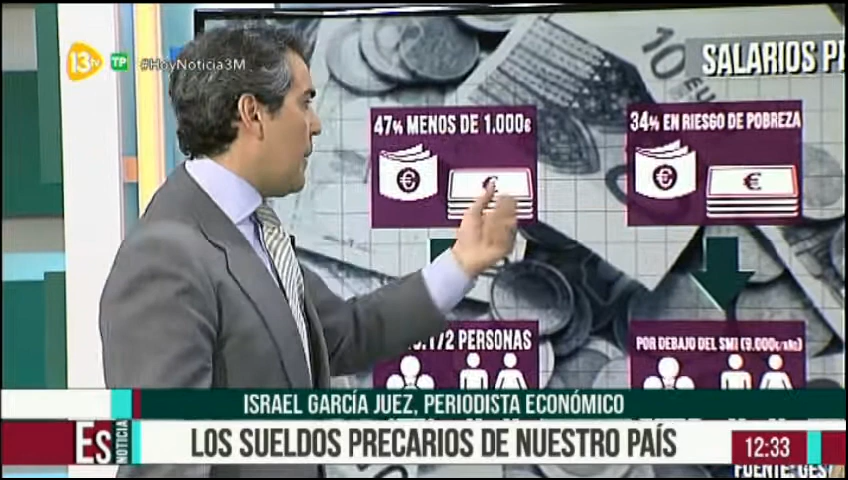 13tv TP #HoyNoticia3M
SALARIOS
47% MENOS DE 1.000€
34% EN RIESGO DE POBREZA
10
PERSONAS
POR DEBAJO DEL SMI (9.000€/AÑO)
ISRAEL GARCÍA JUEZ, PERIODISTA ECONÓMICO
Es NOTICIA
LOS SUELDOS PRECARIOS DE NUESTRO PAÍS
12:33
FUENTE: